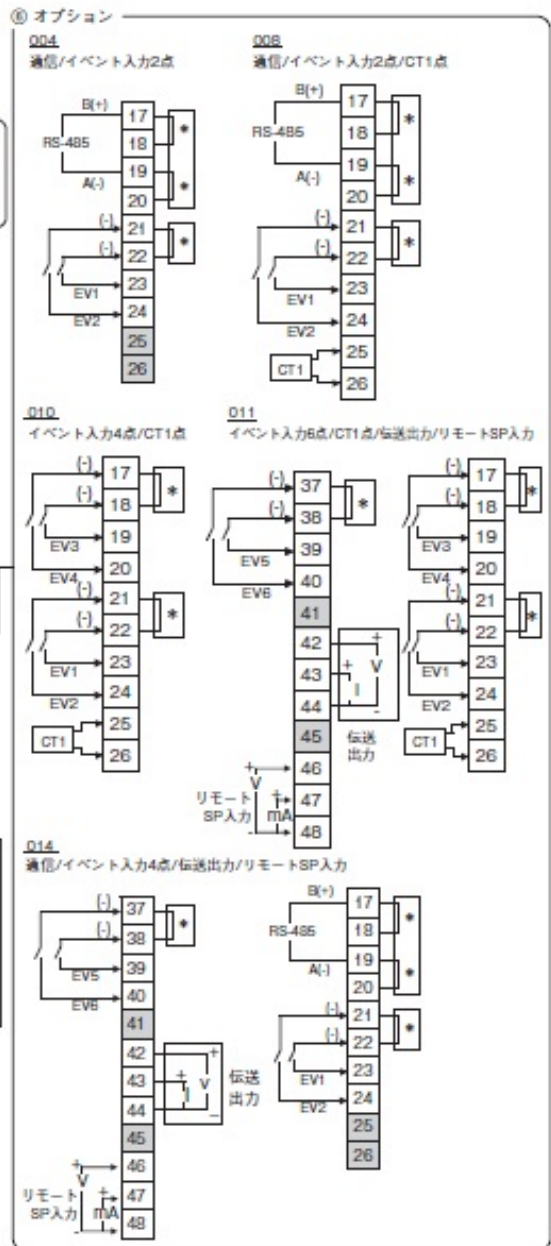 ⑥ オプション
004
通信/イベント入力2点
B(+)
RS-485
A(-)
(-)
(-)
EV1
EV2
17
18
19
20
21
22
23
24
25
26
*
*
*
008
通信/イベント入力2点/CT1点
B(+)
RS-485
A(-)
(-)
(-)
EV1
EV2
CT1
17
18
19
20
21
22
23
24
25
26
*
*
*
010
イベント入力4点/CT1点
(-)
(-)
EV3
EV4
(-)
(-)
EV1
EV2
CT1
17
18
19
20
21
22
23
24
25
26
*
*
011
イベント入力6点/CT1点/伝送出力/リモートSP入力
(-)
(-)
EV5
EV6
37
38
39
40
41
42
43
44
45
46
47
48
*
+
+
V
I
-
伝送
出力
+
V
+
mA
-
リモート
SP入力
(-)
(-)
EV3
EV4
(-)
(-)
EV1
EV2
CT1
17
18
19
20
21
22
23
24
25
26
*
*
014
通信/イベント入力4点/伝送出力/リモートSP入力
(-)
(-)
EV5
EV6
37
38
39
40
41
42
43
44
45
46
47
48
*
+
+
V
I
-
伝送
出力
+
V
+
mA
-
リモート
SP入力
B(+)
RS-485
A(-)
(-)
(-)
EV1
EV2
17
18
19
20
21
22
23
24
25
26
*
*
*